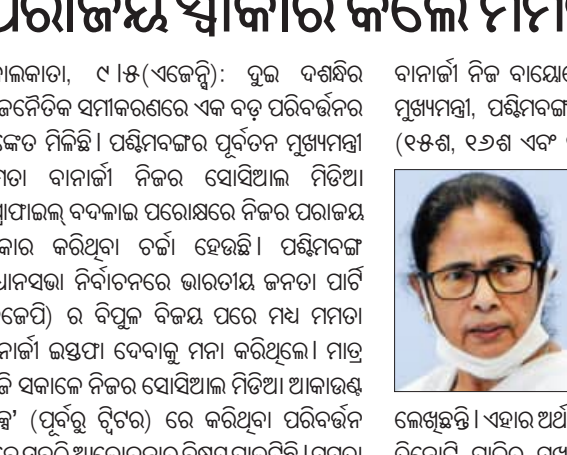 ପରାଜୟ ସ୍ୱୀକାର କଲେ
କାତା, ୯।୫(ଏଜେନ୍ସି): ଦୁଇ ଦଶନ୍ଧିର
ଜନୈତିକ ସମୀକରଣରେ ଏକ ବଡ଼ ପରିବର୍ତ୍ତନର
ଙ୍କେତ ମିଳିଛି। ପଶ୍ଚିମବଙ୍ଗର ପୂର୍ବତନ ମୁଖ୍ୟମନ୍ତ୍ରୀ
ମତା ବାନାର୍ଜୀ ନିଜର ସୋସିଆଲ ମିଡିଆ
ପ୍ରୋଫାଇଲ୍ ବଦଳାଇ ପରୋକ୍ଷରେ ନିଜର ପରାଜୟ
କାର କରିଥିବା ଚର୍ଚ୍ଚା ହେଉଛି। ପଶ୍ଚିମବଙ୍ଗ
ଧାନସଭା ନିର୍ବାଚନରେ ଭାରତୀୟ ଜନତା ପାର୍ଟି
ଜେପି) ର ବିପୁଳ ବିଜୟ ପରେ ମଧ୍ୟ ମମତା
ନାର୍ଜୀ ଇସ୍ତଫା ଦେବାକୁ ମନା କରିଥିଲେ। ମାତ୍ର
ଜି ସକାଳେ ନିଜର ସୋସିଆଲ ମିଡିଆ ଆକାଉଣ୍ଟ
(ପୂର୍ବରୁ ଟ୍ୱିଟର) ରେ କରିଥିବା ପରିବର୍ତ୍ତନ
ବାନାର୍ଜୀ ନିଜ
ମୁଖ୍ୟମନ୍ତ୍ରୀ, ପଶ୍ଚିମବଙ୍ଗ
(୧୫ଶ, ୧୬ଶ ଏବଂ
ଲେଖିଛନ୍ତି। ଏହାର ଅର୍ଥ